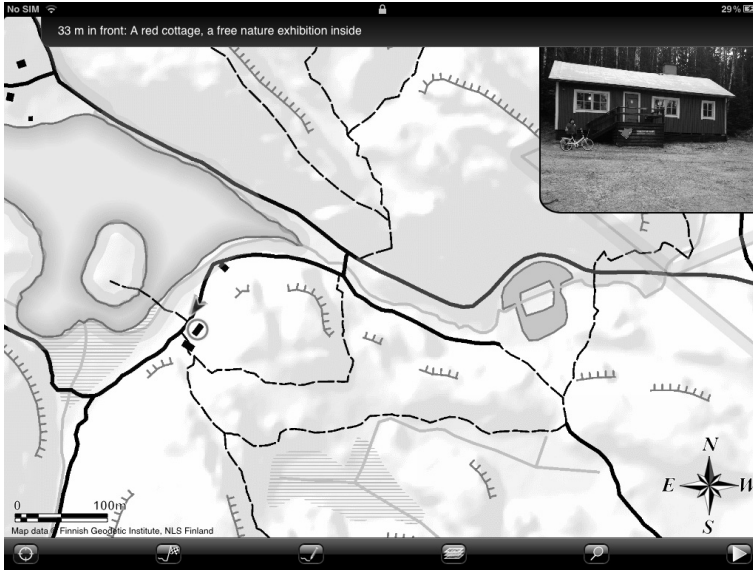 No SIM
29%
33 m in front: A red cottage, a free nature exhibition inside
N
E W
S
0 100m
Map data © Finnish Geodetic Institute, NLS Finland